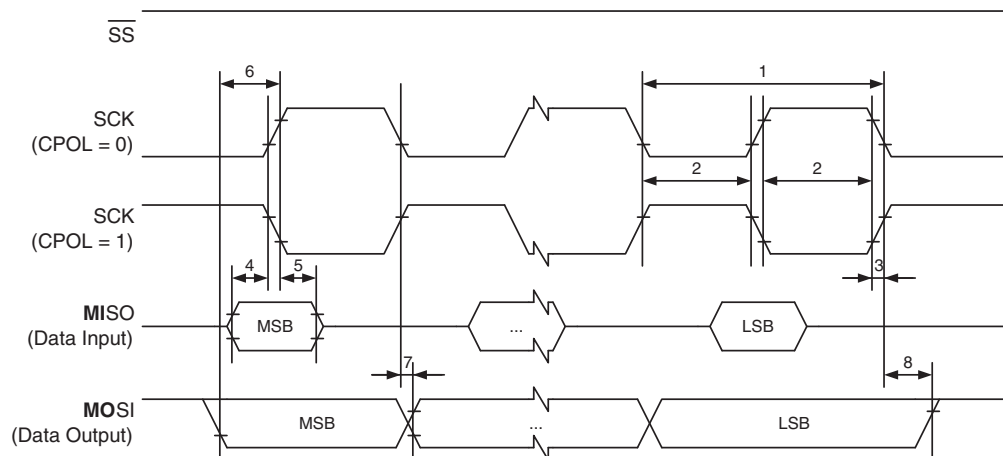 SS
6
1
SCK
(CPOL = 0)
2
2
SCK
(CPOL = 1)
4
5
3
MISO
(Data Input)
MSB
...
LSB
7
8
MOSI
(Data Output)
MSB
...
LSB